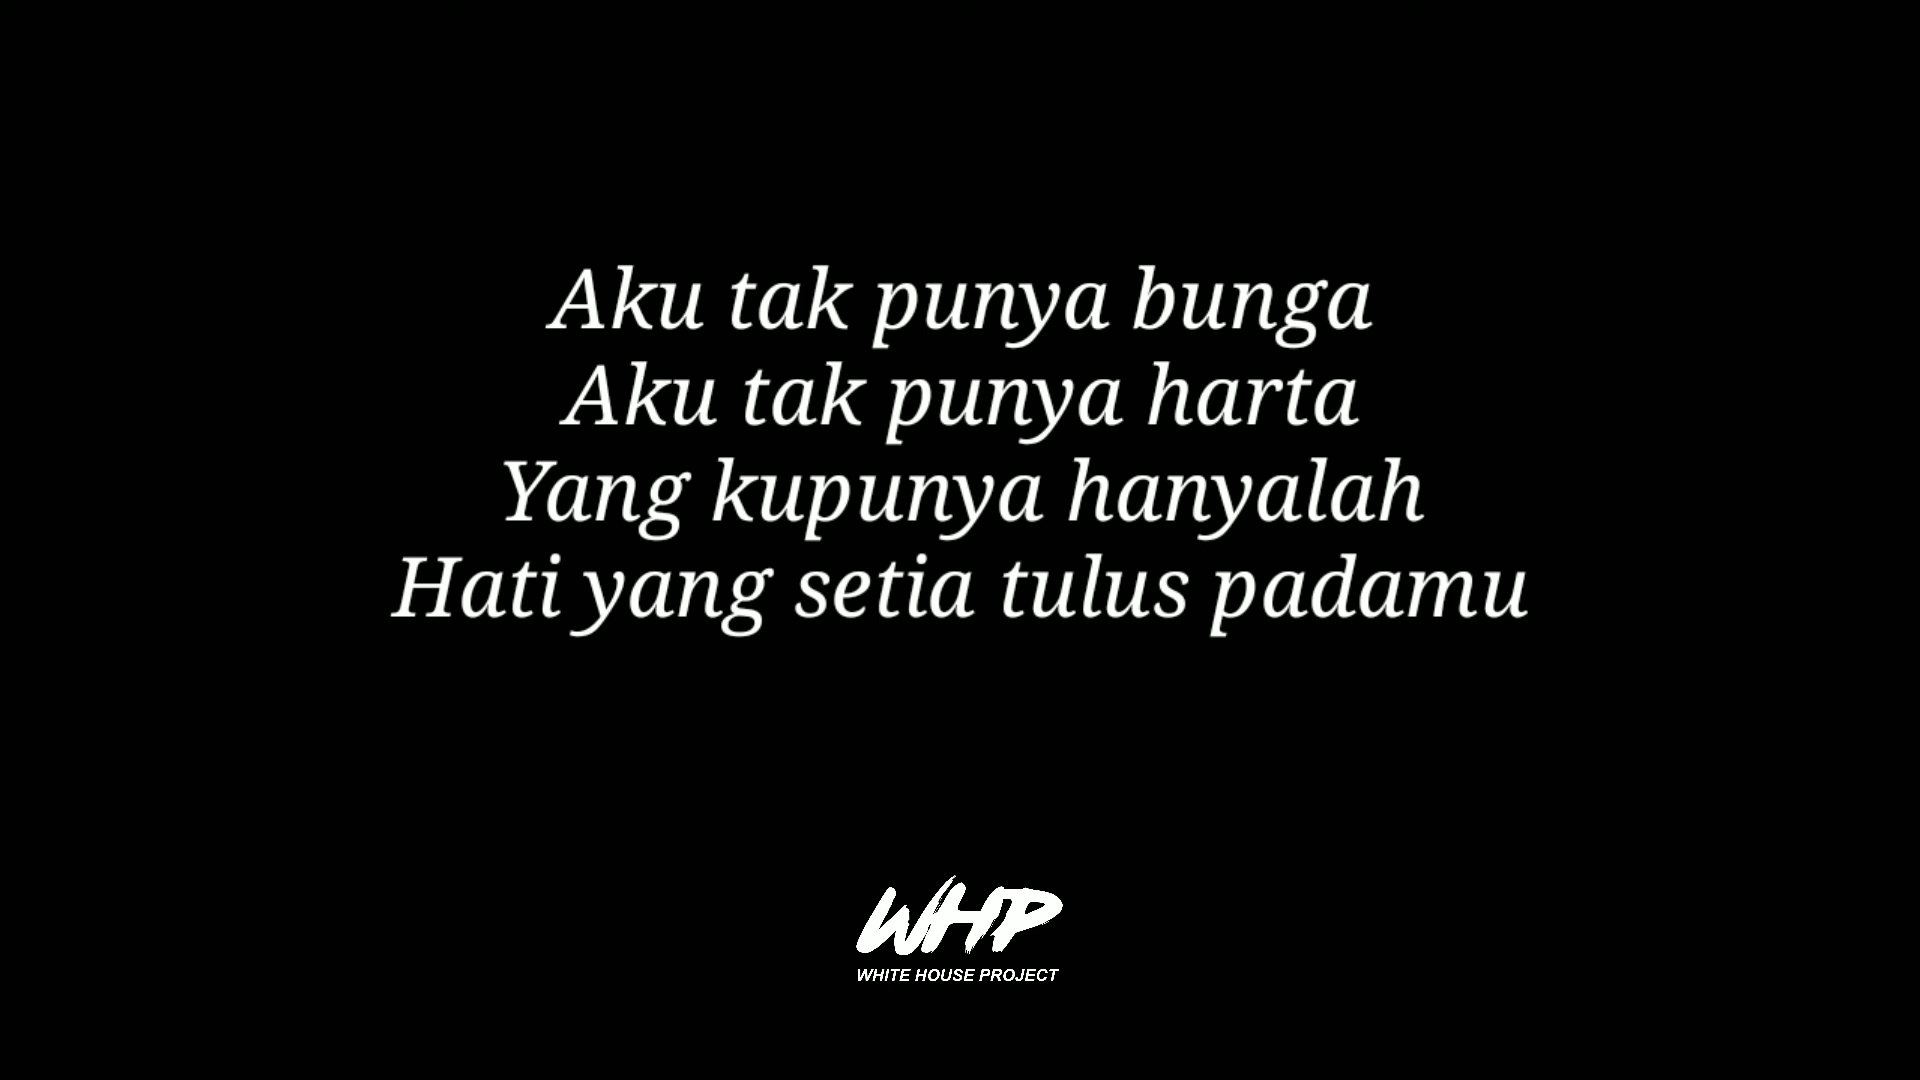 Aku tak punya bunga
Aku tak punya harta
Yang kupunya hanyalah
Hati yang setia tulus padamu
WHP
WHITE HOUSE PROJECT